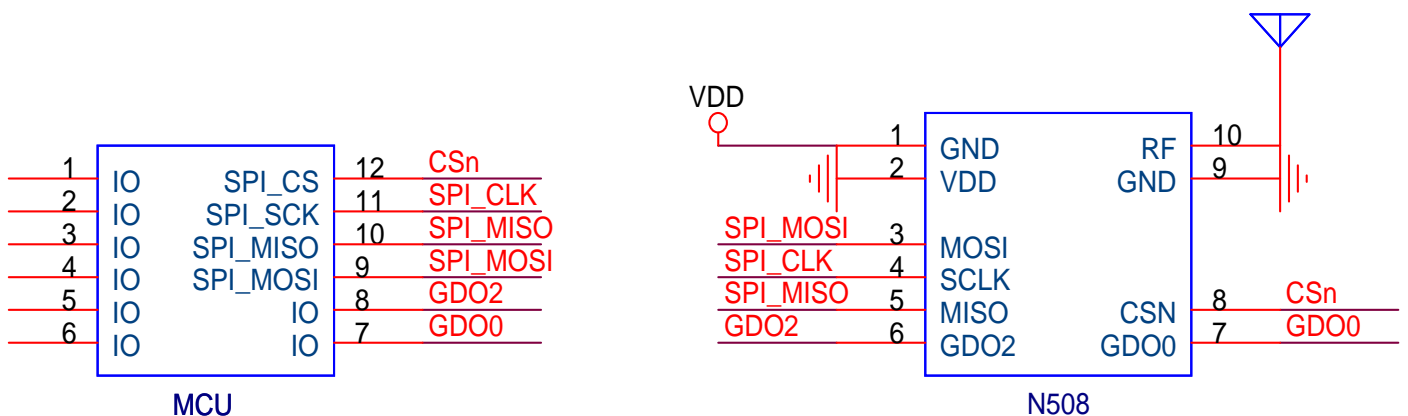 VDD
1 IO SPI_CS 12 CSn
2 IO SPI_SCK 11 SPI_CLK
3 IO SPI_MISO 10 SPI_MISO
4 IO SPI_MOSI 9 SPI_MOSI
5 IO IO 8 GDO2
6 IO IO 7 GDO0
MCU
1 GND RF 10
2 VDD GND 9
SPI_MOSI 3 MOSI
SPI_CLK 4 SCLK
SPI_MISO 5 MISO CSN 8 CSn
GDO2 6 GDO2 GDO0 7 GDO0
N508